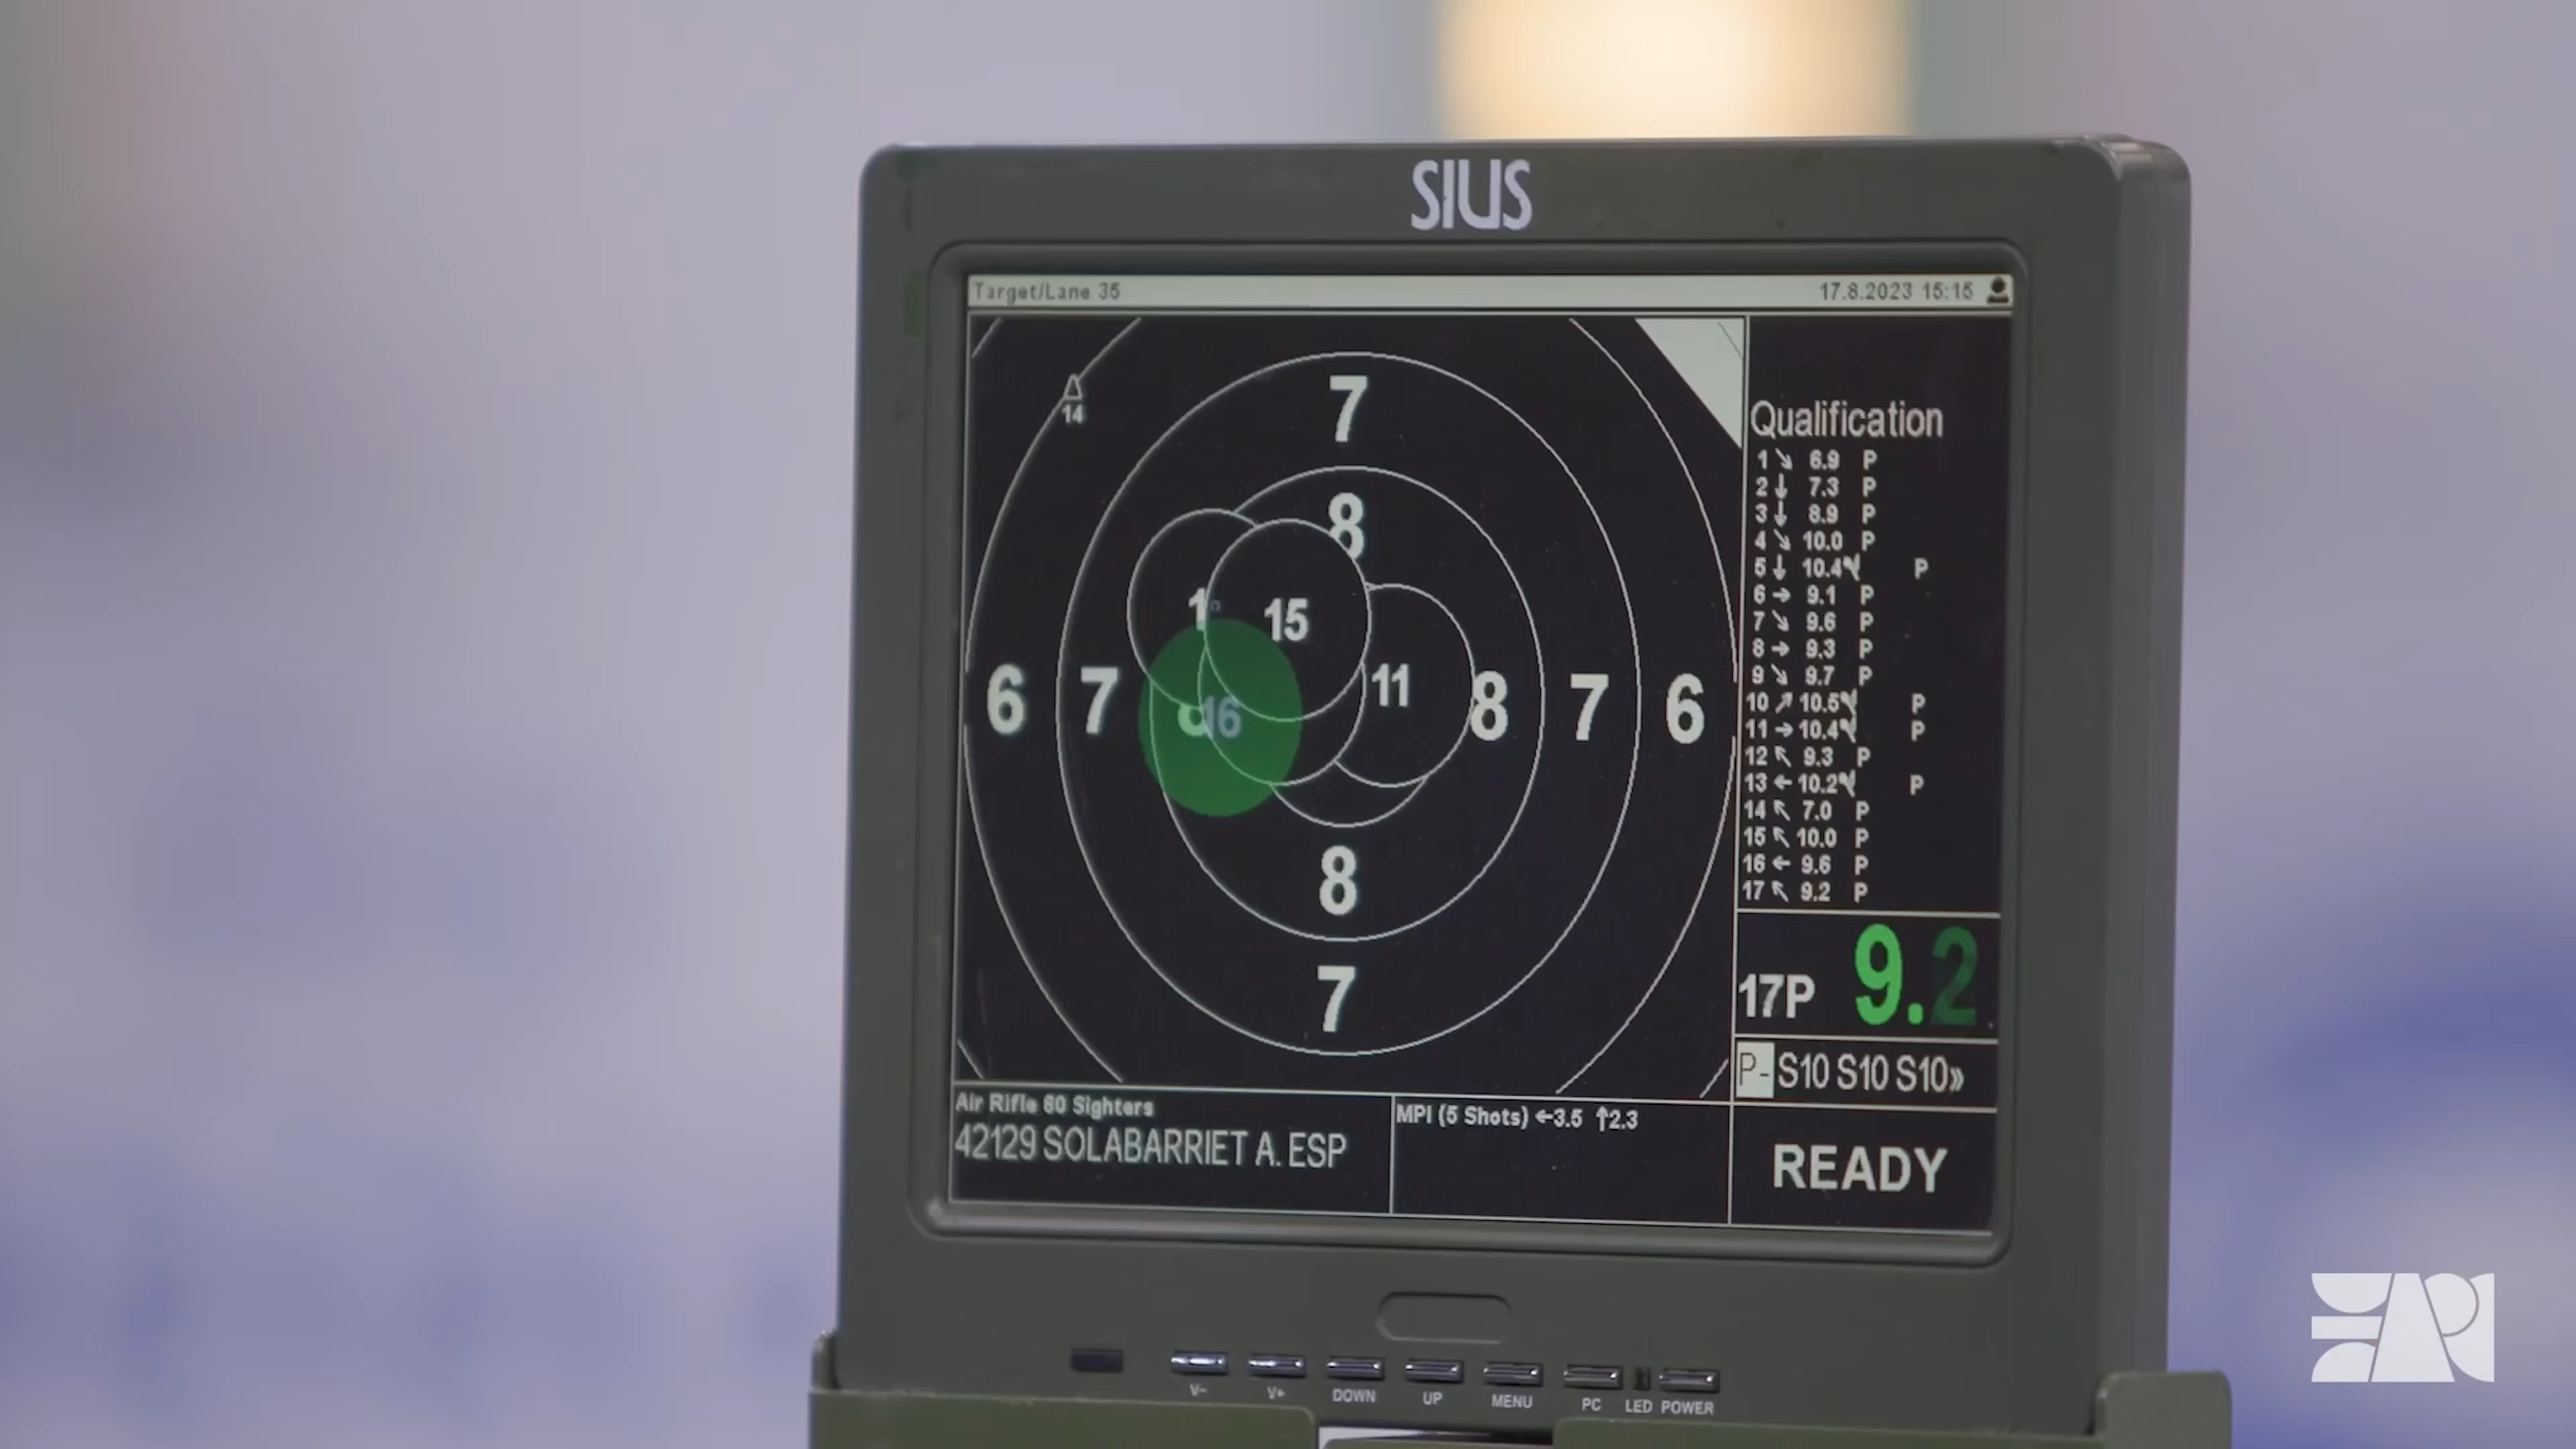 SIUS
Target/Lane 35 17.8.2023 15:15
14
7
8
15
11
16
6 7 8 7 6
8
7
Qualification
1 ↘ 6.9 P
2 ↓ 7.3 P
3 ↓ 8.9 P
4 ↘ 10.0 P
5 ↓ 10.4 P
6 → 9.1 P
7 ↘ 9.6 P
8 → 9.3 P
9 ↘ 9.7 P
10 ↗ 10.5 P
11 → 10.4 P
12 ↖ 9.3 P
13 ← 10.2 P
14 ↖ 7.0 P
15 ↖ 10.0 P
16 ← 9.6 P
17 ↖ 9.2 P
17P 9.2
P- S10 S10 S10»
Air Rifle 60 Sighters
42129 SOLABARRIET A. ESP
MPI (5 Shots) ←3.5 ↑2.3
READY
V- V+ DOWN UP MENU PC LED POWER